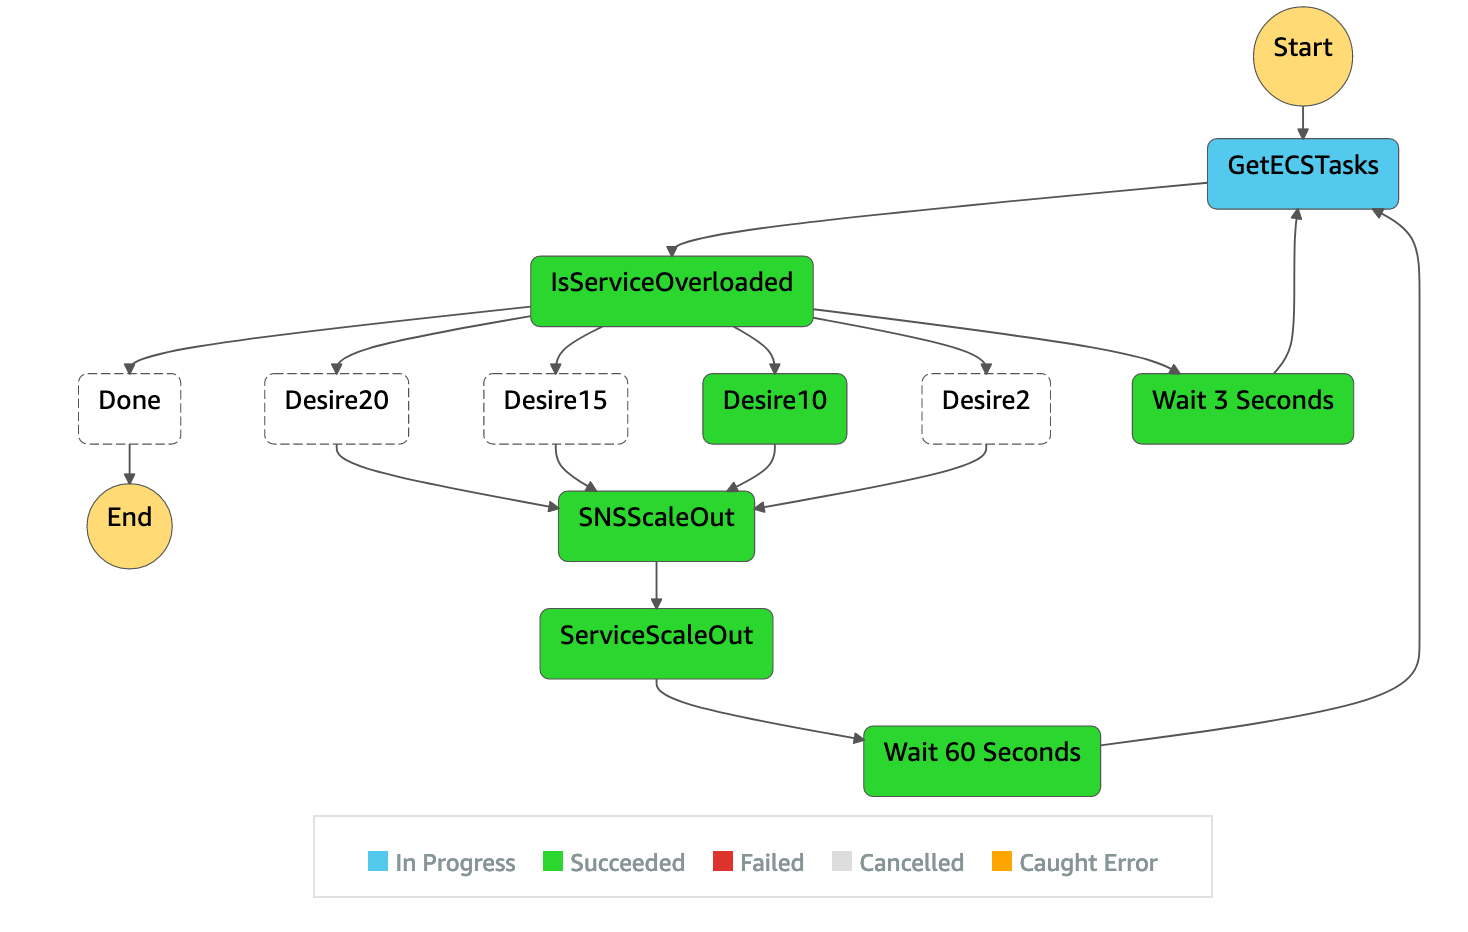 Start
GetECSTasks
IsServiceOverloaded
Done
Desire20
Desire15
Desire10
Desire2
Wait 3 Seconds
End
SNSScaleOut
ServiceScaleOut
Wait 60 Seconds
In Progress
Succeeded
Failed
Cancelled
Caught Error